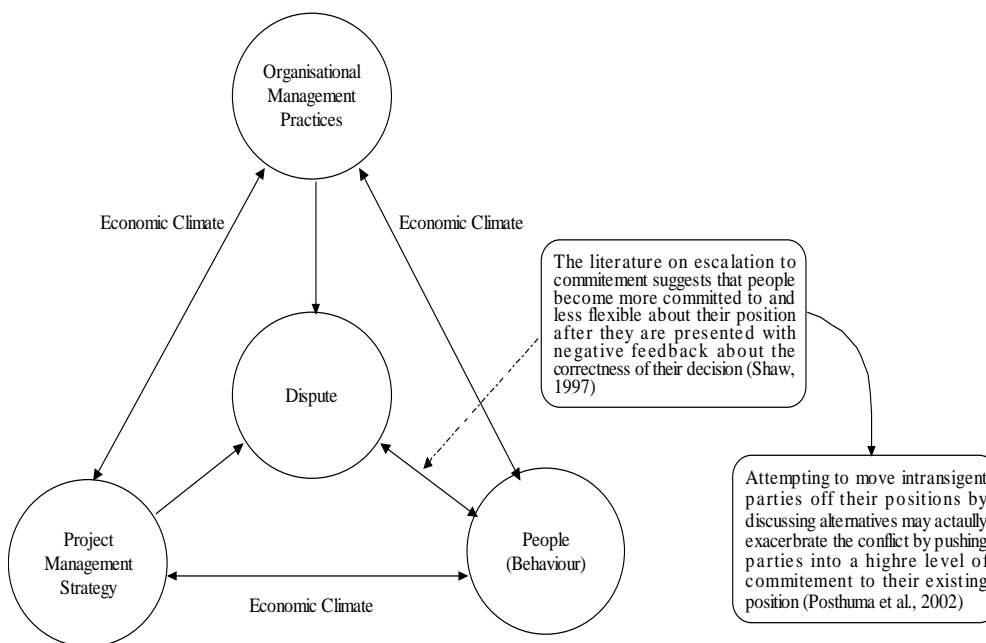 Organisational
Management
Practices
Economic Climate
Economic Climate
The literature on escalation to
commitement suggests that people
become more committed to and
less flexible about their position
after they are presented with
negative feedback about the
correctness of their decision (Shaw,
1997)
Dispute
Attempting to move intransigent
parties off their positions by
discussing alternatives may actaully
exacerbrate the conflict by pushing
parties into a highre level of
commitement to their existing
position (Posthuma et al., 2002)
Project
Management
Strategy
People
(Behaviour)
Economic Climate